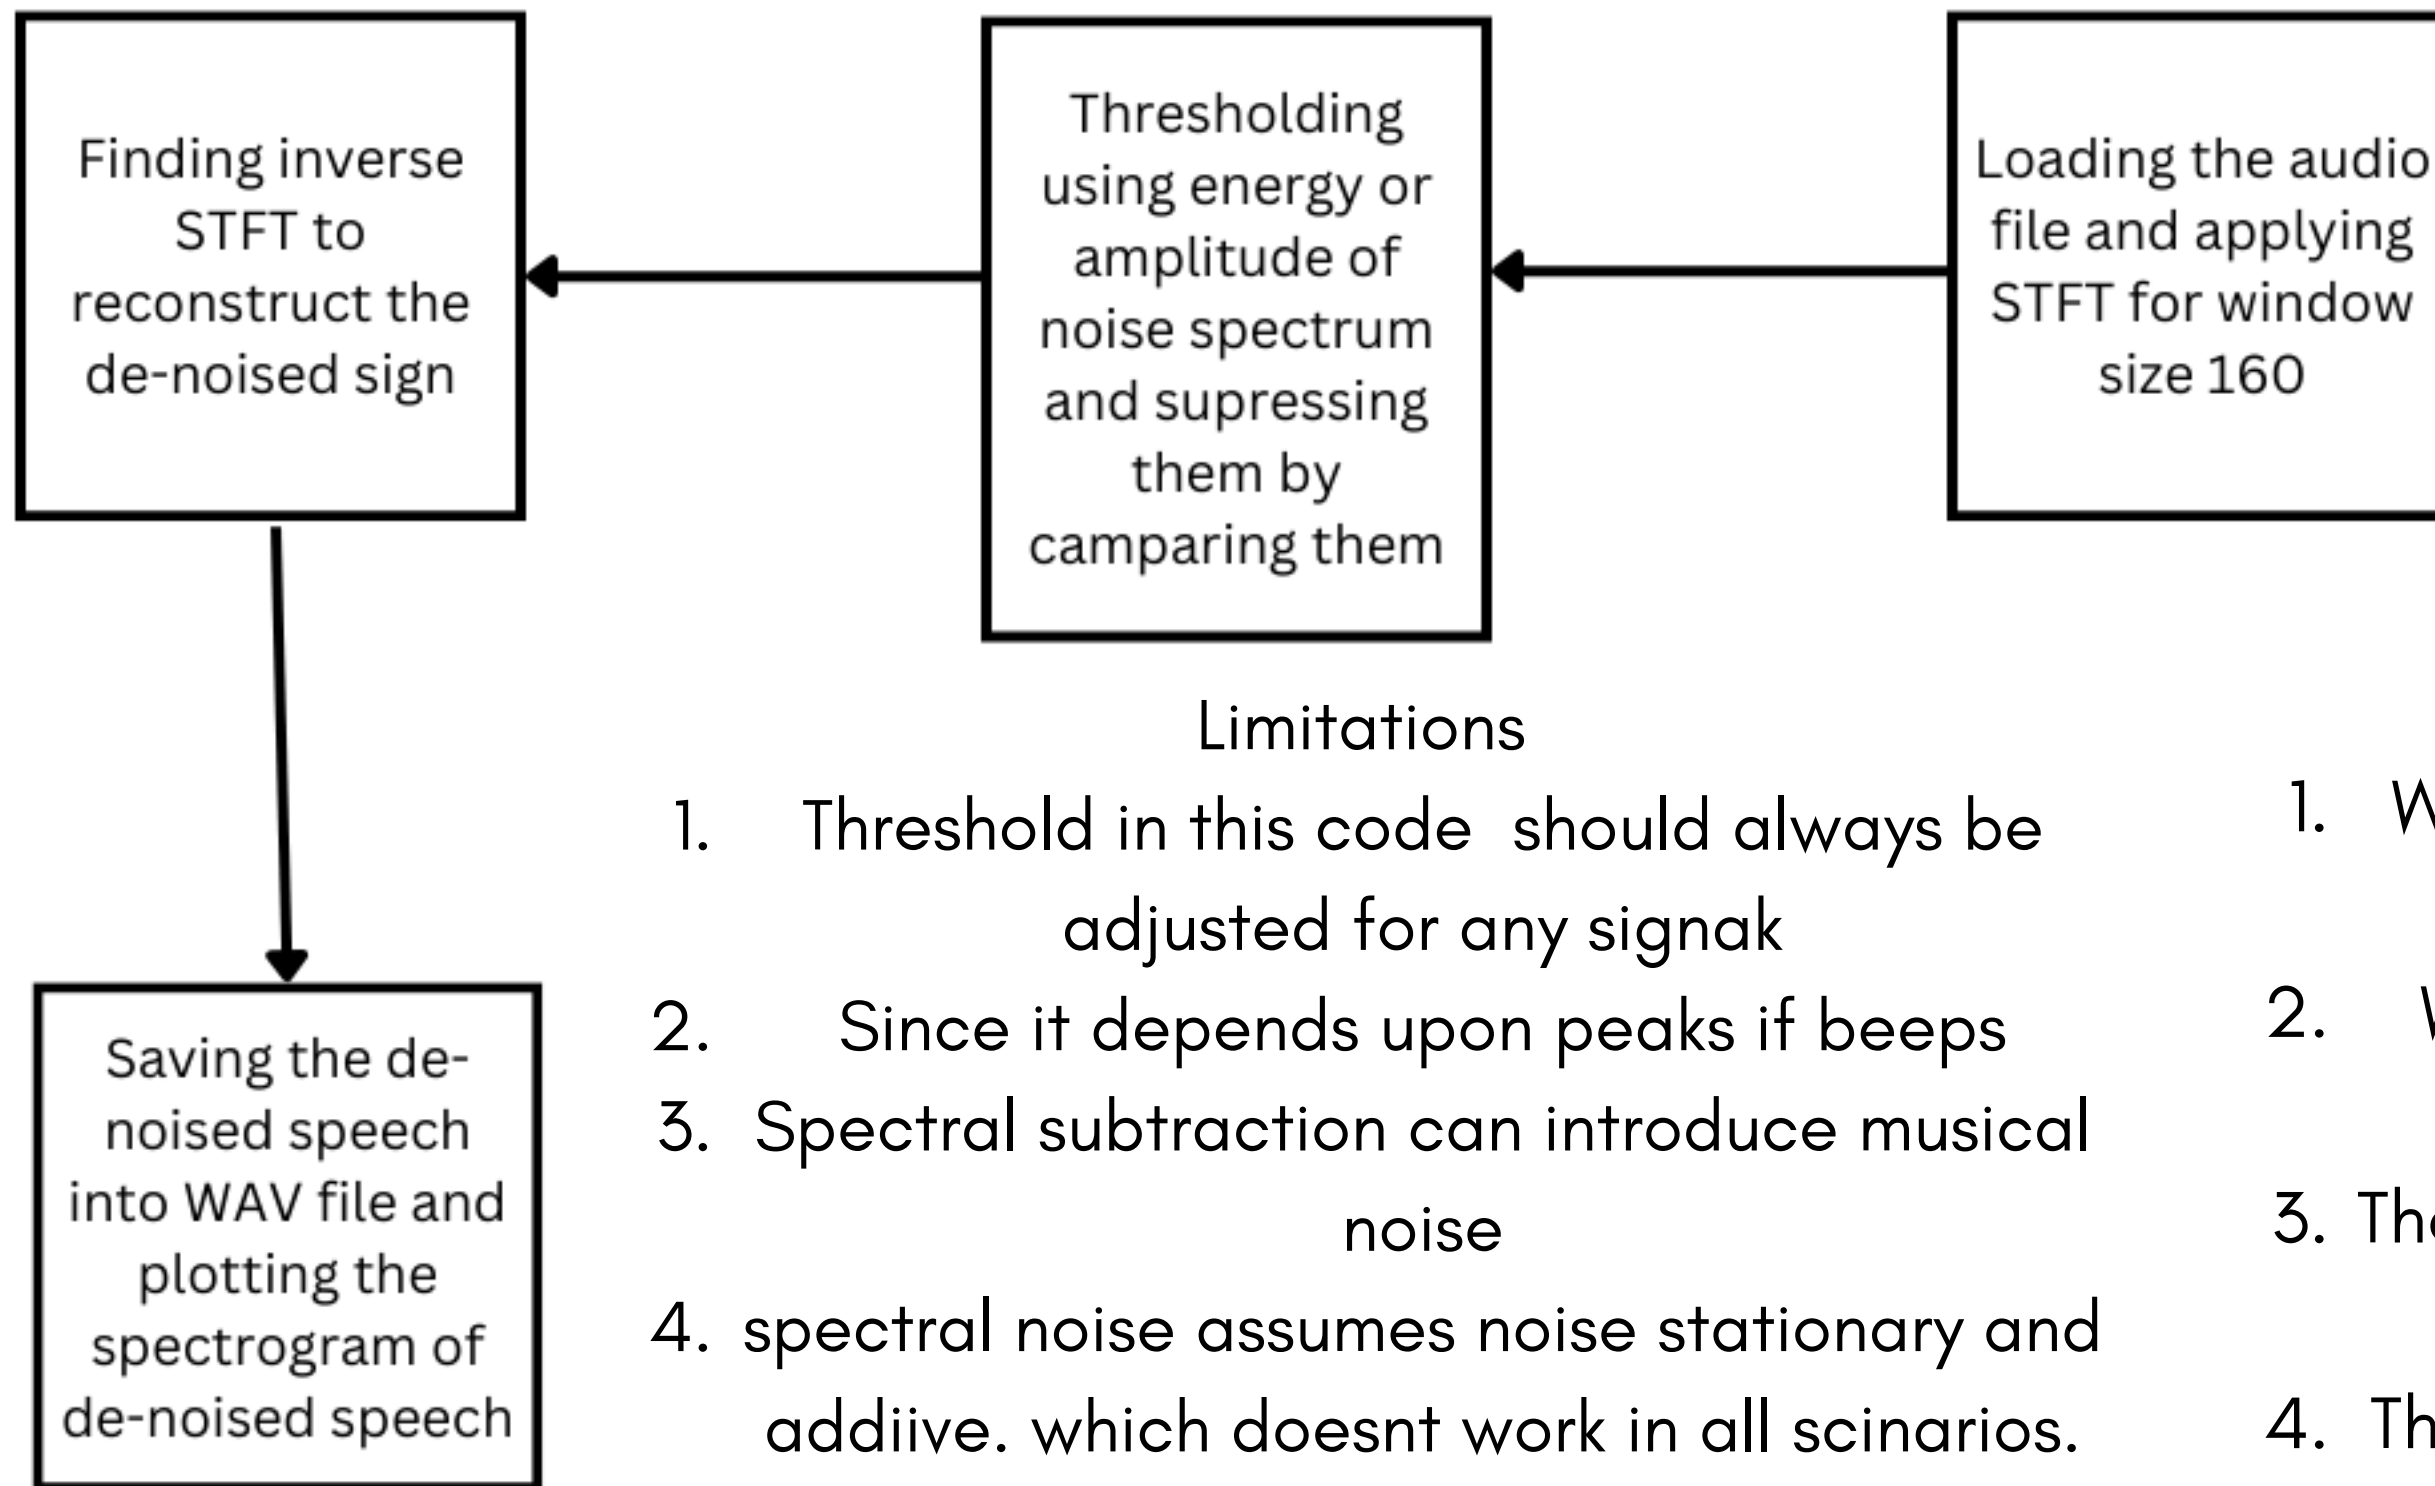 Finding inverse
STFT to
reconstruct the
de-noised sign
Thresholding
using energy or
amplitude of
noise spectrum
and supressing
them by
camparing them
Loading the audio
file and applying
STFT for window
size 160
Saving the de-
noised speech
into WAV file and
plotting the
spectrogram of
de-noised speech
Limitations
1. Threshold in this code should always be
adjusted for any signak
2. Since it depends upon peaks if beeps
3. Spectral subtraction can introduce musical
noise
4. spectral noise assumes noise stationary and
addiive. which doesnt work in all scinarios.
1.
2.
3.
4.